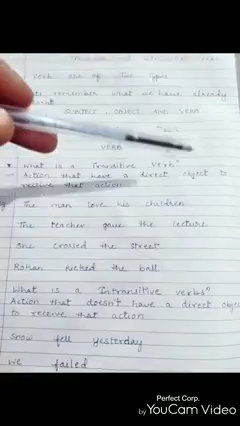 verb are of Two Types
remember what we have already
SUBJECT OBJECT AND VERB
VERB
* What is a Transitive Verb?
Action that have a direct object to
receive that action
The man love his children
The teacher gave the lecture
She crossed the street
Rohan kicked the ball
What is a Intransitive verbs?
Action that doesn't have a direct objec
to receive that action
Snow fell yesterday
We failed
Perfect Corp.
by YouCam Video